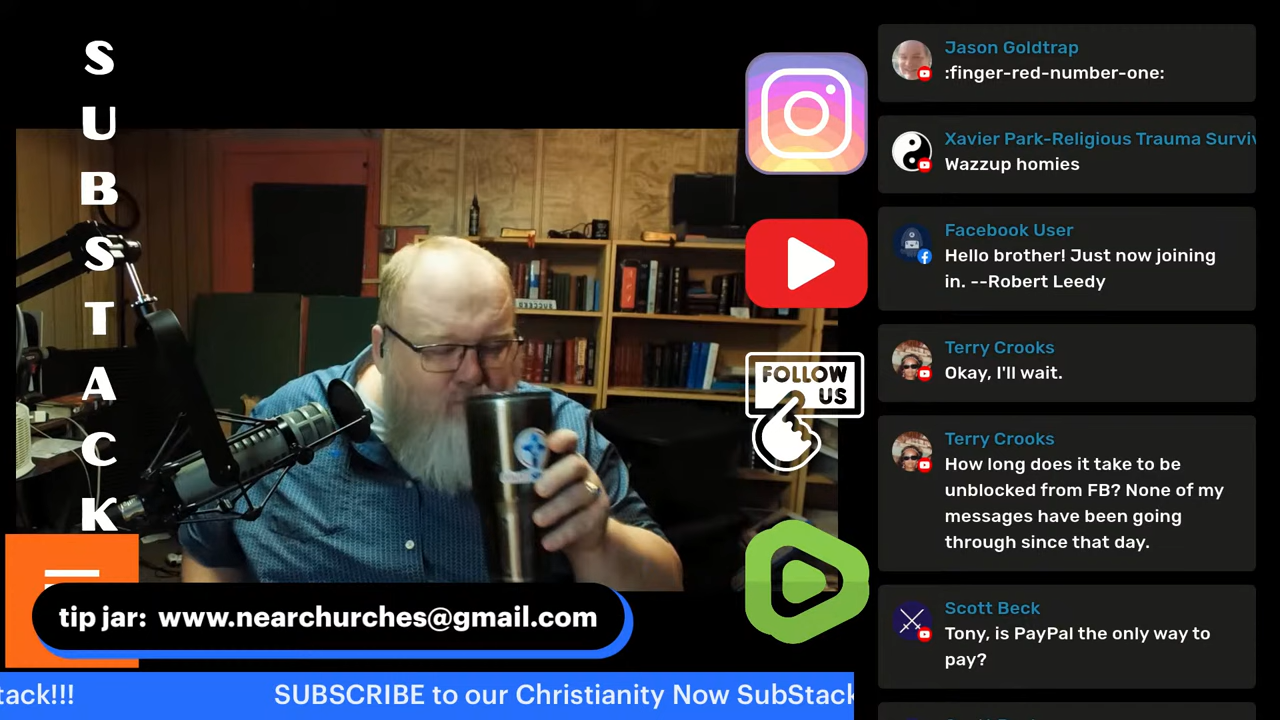 SUBSTACK
SUCCEED
FOLLOW
US
tip jar: www.nearchurches@gmail.com
tack!!!
SUBSCRIBE to our Christianity Now SubStack
Jason Goldtrap
:finger-red-number-one:
Xavier Park-Religious Trauma Surviv
Wazzup homies
Facebook User
Hello brother! Just now joining
in. --Robert Leedy
Terry Crooks
Okay, I'll wait.
Terry Crooks
How long does it take to be
unblocked from FB? None of my
messages have been going
through since that day.
Scott Beck
Tony, is PayPal the only way to
pay?